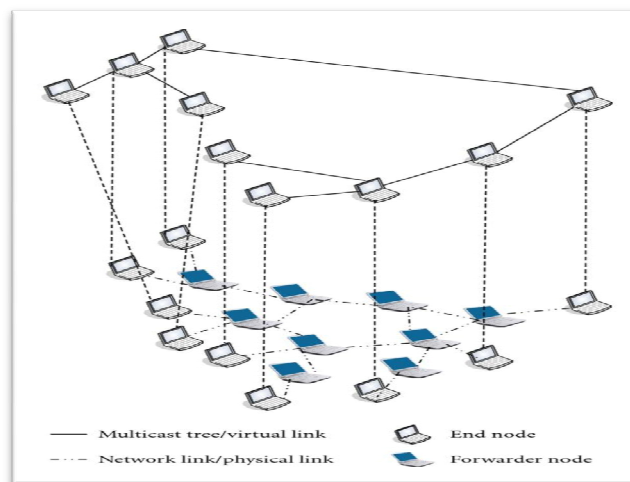 Multicast tree/virtual link
End node
Network link/physical link
Forwarder node